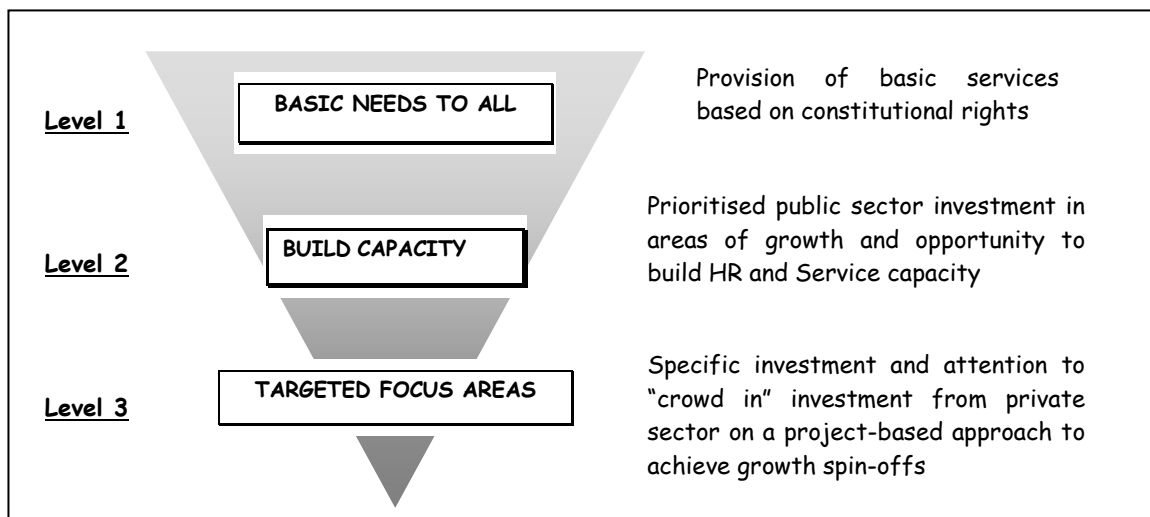 Level 1
BASIC NEEDS TO ALL
Provision of basic services
based on constitutional rights
Level 2
BUILD CAPACITY
Prioritised public sector investment in
areas of growth and opportunity to
build HR and Service capacity
Level 3
TARGETED FOCUS AREAS
Specific investment and attention to
“crowd in” investment from private
sector on a project-based approach to
achieve growth spin-offs